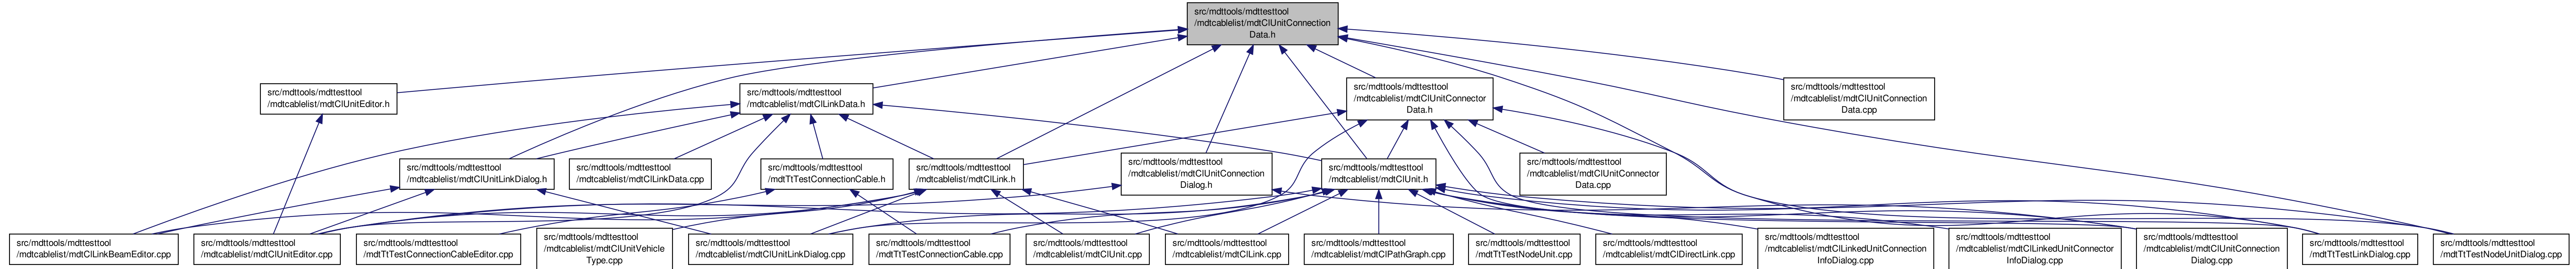 src/mdttools/mdttesttool
/mdtcablelist/mdtClUnitConnection
Data.h
src/mdttools/mdttesttool
/mdtcablelist/mdtClUnitEditor.h
src/mdttools/mdttesttool
/mdtcablelist/mdtClLinkData.h
src/mdttools/mdttesttool
/mdtcablelist/mdtClUnitConnector
Data.h
src/mdttools/mdttesttool
/mdtcablelist/mdtClUnitConnection
Data.cpp
src/mdttools/mdttesttool
/mdtcablelist/mdtClUnitLinkDialog.h
src/mdttools/mdttesttool
/mdtcablelist/mdtClLinkData.cpp
src/mdttools/mdttesttool
/mdtTtTestConnectionCable.h
src/mdttools/mdttesttool
/mdtcablelist/mdtClLink.h
src/mdttools/mdttesttool
/mdtcablelist/mdtClUnitConnection
Dialog.h
src/mdttools/mdttesttool
/mdtcablelist/mdtClUnit.h
src/mdttools/mdttesttool
/mdtcablelist/mdtClUnitConnector
Data.cpp
src/mdttools/mdttesttool
/mdtcablelist/mdtClLinkBeamEditor.cpp
src/mdttools/mdttesttool
/mdtcablelist/mdtClUnitEditor.cpp
src/mdttools/mdttesttool
/mdtTtTestConnectionCableEditor.cpp
src/mdttools/mdttesttool
/mdtcablelist/mdtClUnitVehicle
Type.cpp
src/mdttools/mdttesttool
/mdtcablelist/mdtClUnitLinkDialog.cpp
src/mdttools/mdttesttool
/mdtTtTestConnectionCable.cpp
src/mdttools/mdttesttool
/mdtcablelist/mdtClUnit.cpp
src/mdttools/mdttesttool
/mdtcablelist/mdtClLink.cpp
src/mdttools/mdttesttool
/mdtcablelist/mdtClPathGraph.cpp
src/mdttools/mdttesttool
/mdtTtTestNodeUnit.cpp
src/mdttools/mdttesttool
/mdtcablelist/mdtClDirectLink.cpp
src/mdttools/mdttesttool
/mdtcablelist/mdtClLinkedUnitConnection
InfoDialog.cpp
src/mdttools/mdttesttool
/mdtcablelist/mdtClLinkedUnitConnector
InfoDialog.cpp
src/mdttools/mdttesttool
/mdtcablelist/mdtClUnitConnection
Dialog.cpp
src/mdttools/mdttesttool
/mdtTtTestLinkDialog.cpp
src/mdttools/mdttesttool
/mdtTtTestNodeUnitDialog.cpp